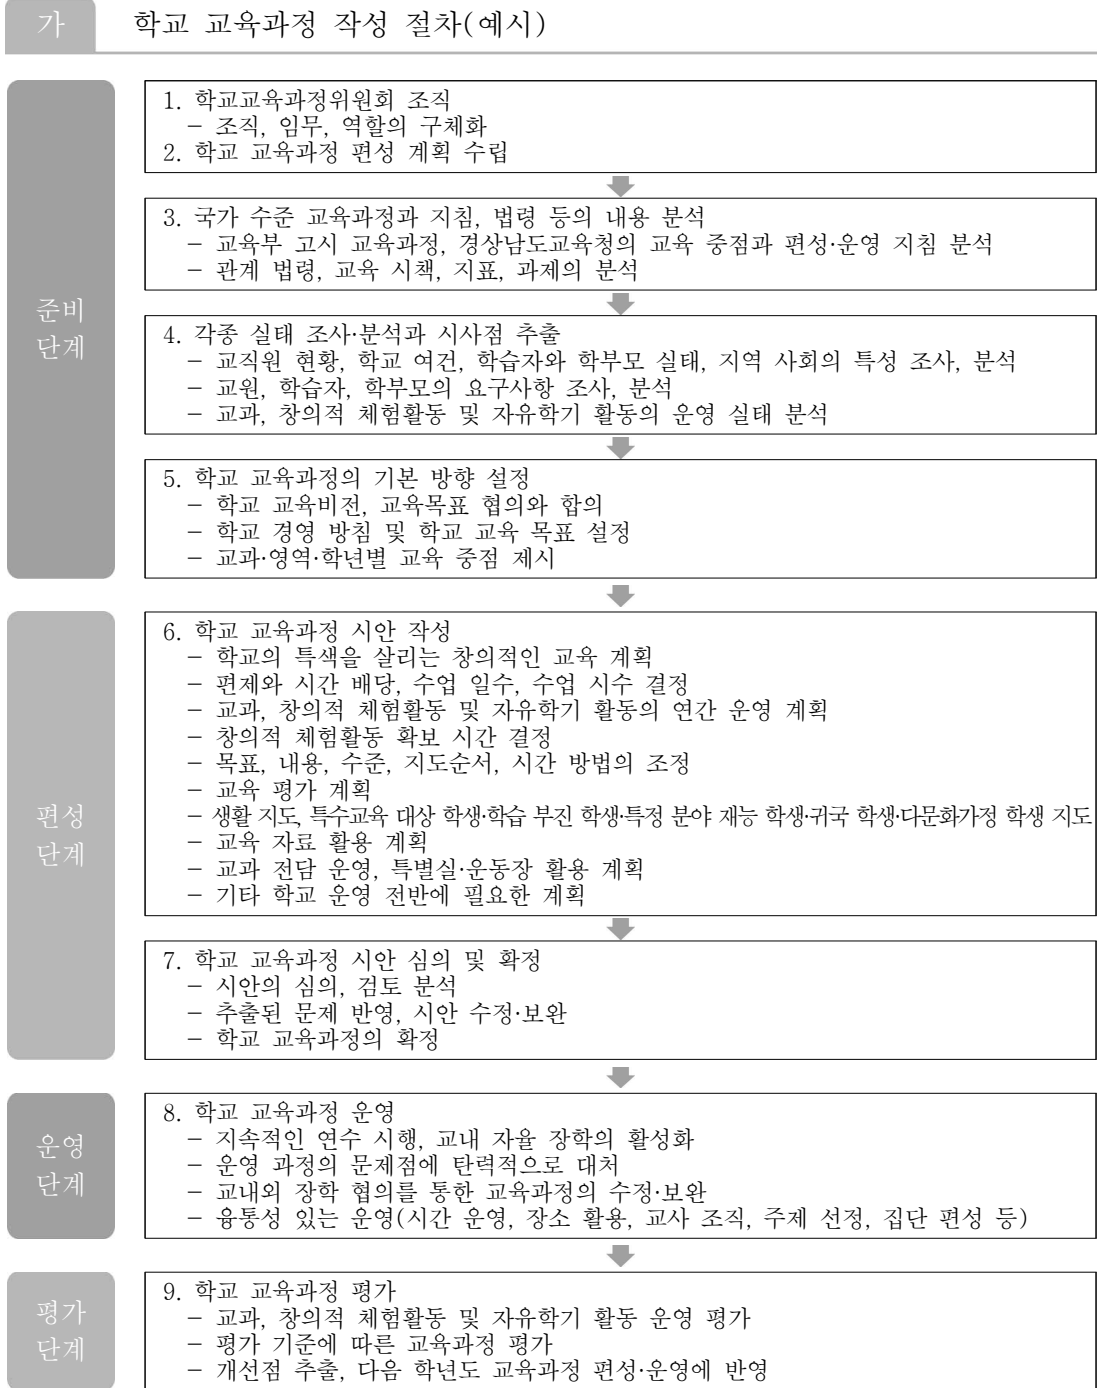 가 학교 교육과정 작성 절차(예시)
준비
단계
1. 학교교육과정위원회 조직
- 조직, 임무, 역할의 구체화
2. 학교 교육과정 편성 계획 수립
3. 국가 수준 교육과정과 지침, 법령 등의 내용 분석
- 교육부 고시 교육과정, 경상남도교육청의 교육 중점과 편성·운영 지침 분석
- 관계 법령, 교육 시책, 지표, 과제의 분석
4. 각종 실태 조사·분석과 시사점 추출
- 교직원 현황, 학교 여건, 학습자와 학부모 실태, 지역 사회의 특성 조사, 분석
- 교원, 학습자, 학부모의 요구사항 조사, 분석
- 교과, 창의적 체험활동 및 자유학기 활동의 운영 실태 분석
5. 학교 교육과정의 기본 방향 설정
- 학교 교육비전, 교육목표 협의와 합의
- 학교 경영 방침 및 학교 교육 목표 설정
- 교과·영역·학년별 교육 중점 제시
편성
단계
6. 학교 교육과정 시안 작성
- 학교의 특색을 살리는 창의적인 교육 계획
- 편제와 시간 배당, 수업 일수, 수업 시수 결정
- 교과, 창의적 체험활동 및 자유학기 활동의 연간 운영 계획
- 창의적 체험활동 확보 시간 결정
- 목표, 내용, 수준, 지도순서, 시간 방법의 조정
- 교육 평가 계획
- 생활 지도, 특수교육 대상 학생·학습 부진 학생·특정 분야 재능 학생·귀국 학생·다문화가정 학생 지도
- 교육 자료 활용 계획
- 교과 전담 운영, 특별실·운동장 활용 계획
- 기타 학교 운영 전반에 필요한 계획
7. 학교 교육과정 시안 심의 및 확정
- 시안의 심의, 검토 분석
- 추출된 문제 반영, 시안 수정·보완
- 학교 교육과정의 확정
운영
단계
8. 학교 교육과정 운영
- 지속적인 연수 시행, 교내 자율 장학의 활성화
- 운영 과정의 문제점에 탄력적으로 대처
- 교내외 장학 협의를 통한 교육과정의 수정·보완
- 융통성 있는 운영(시간 운영, 장소 활용, 교사 조직, 주제 선정, 집단 편성 등)
평가
단계
9. 학교 교육과정 평가
- 교과, 창의적 체험활동 및 자유학기 활동 운영 평가
- 평가 기준에 따른 교육과정 평가
- 개선점 추출, 다음 학년도 교육과정 편성·운영에 반영